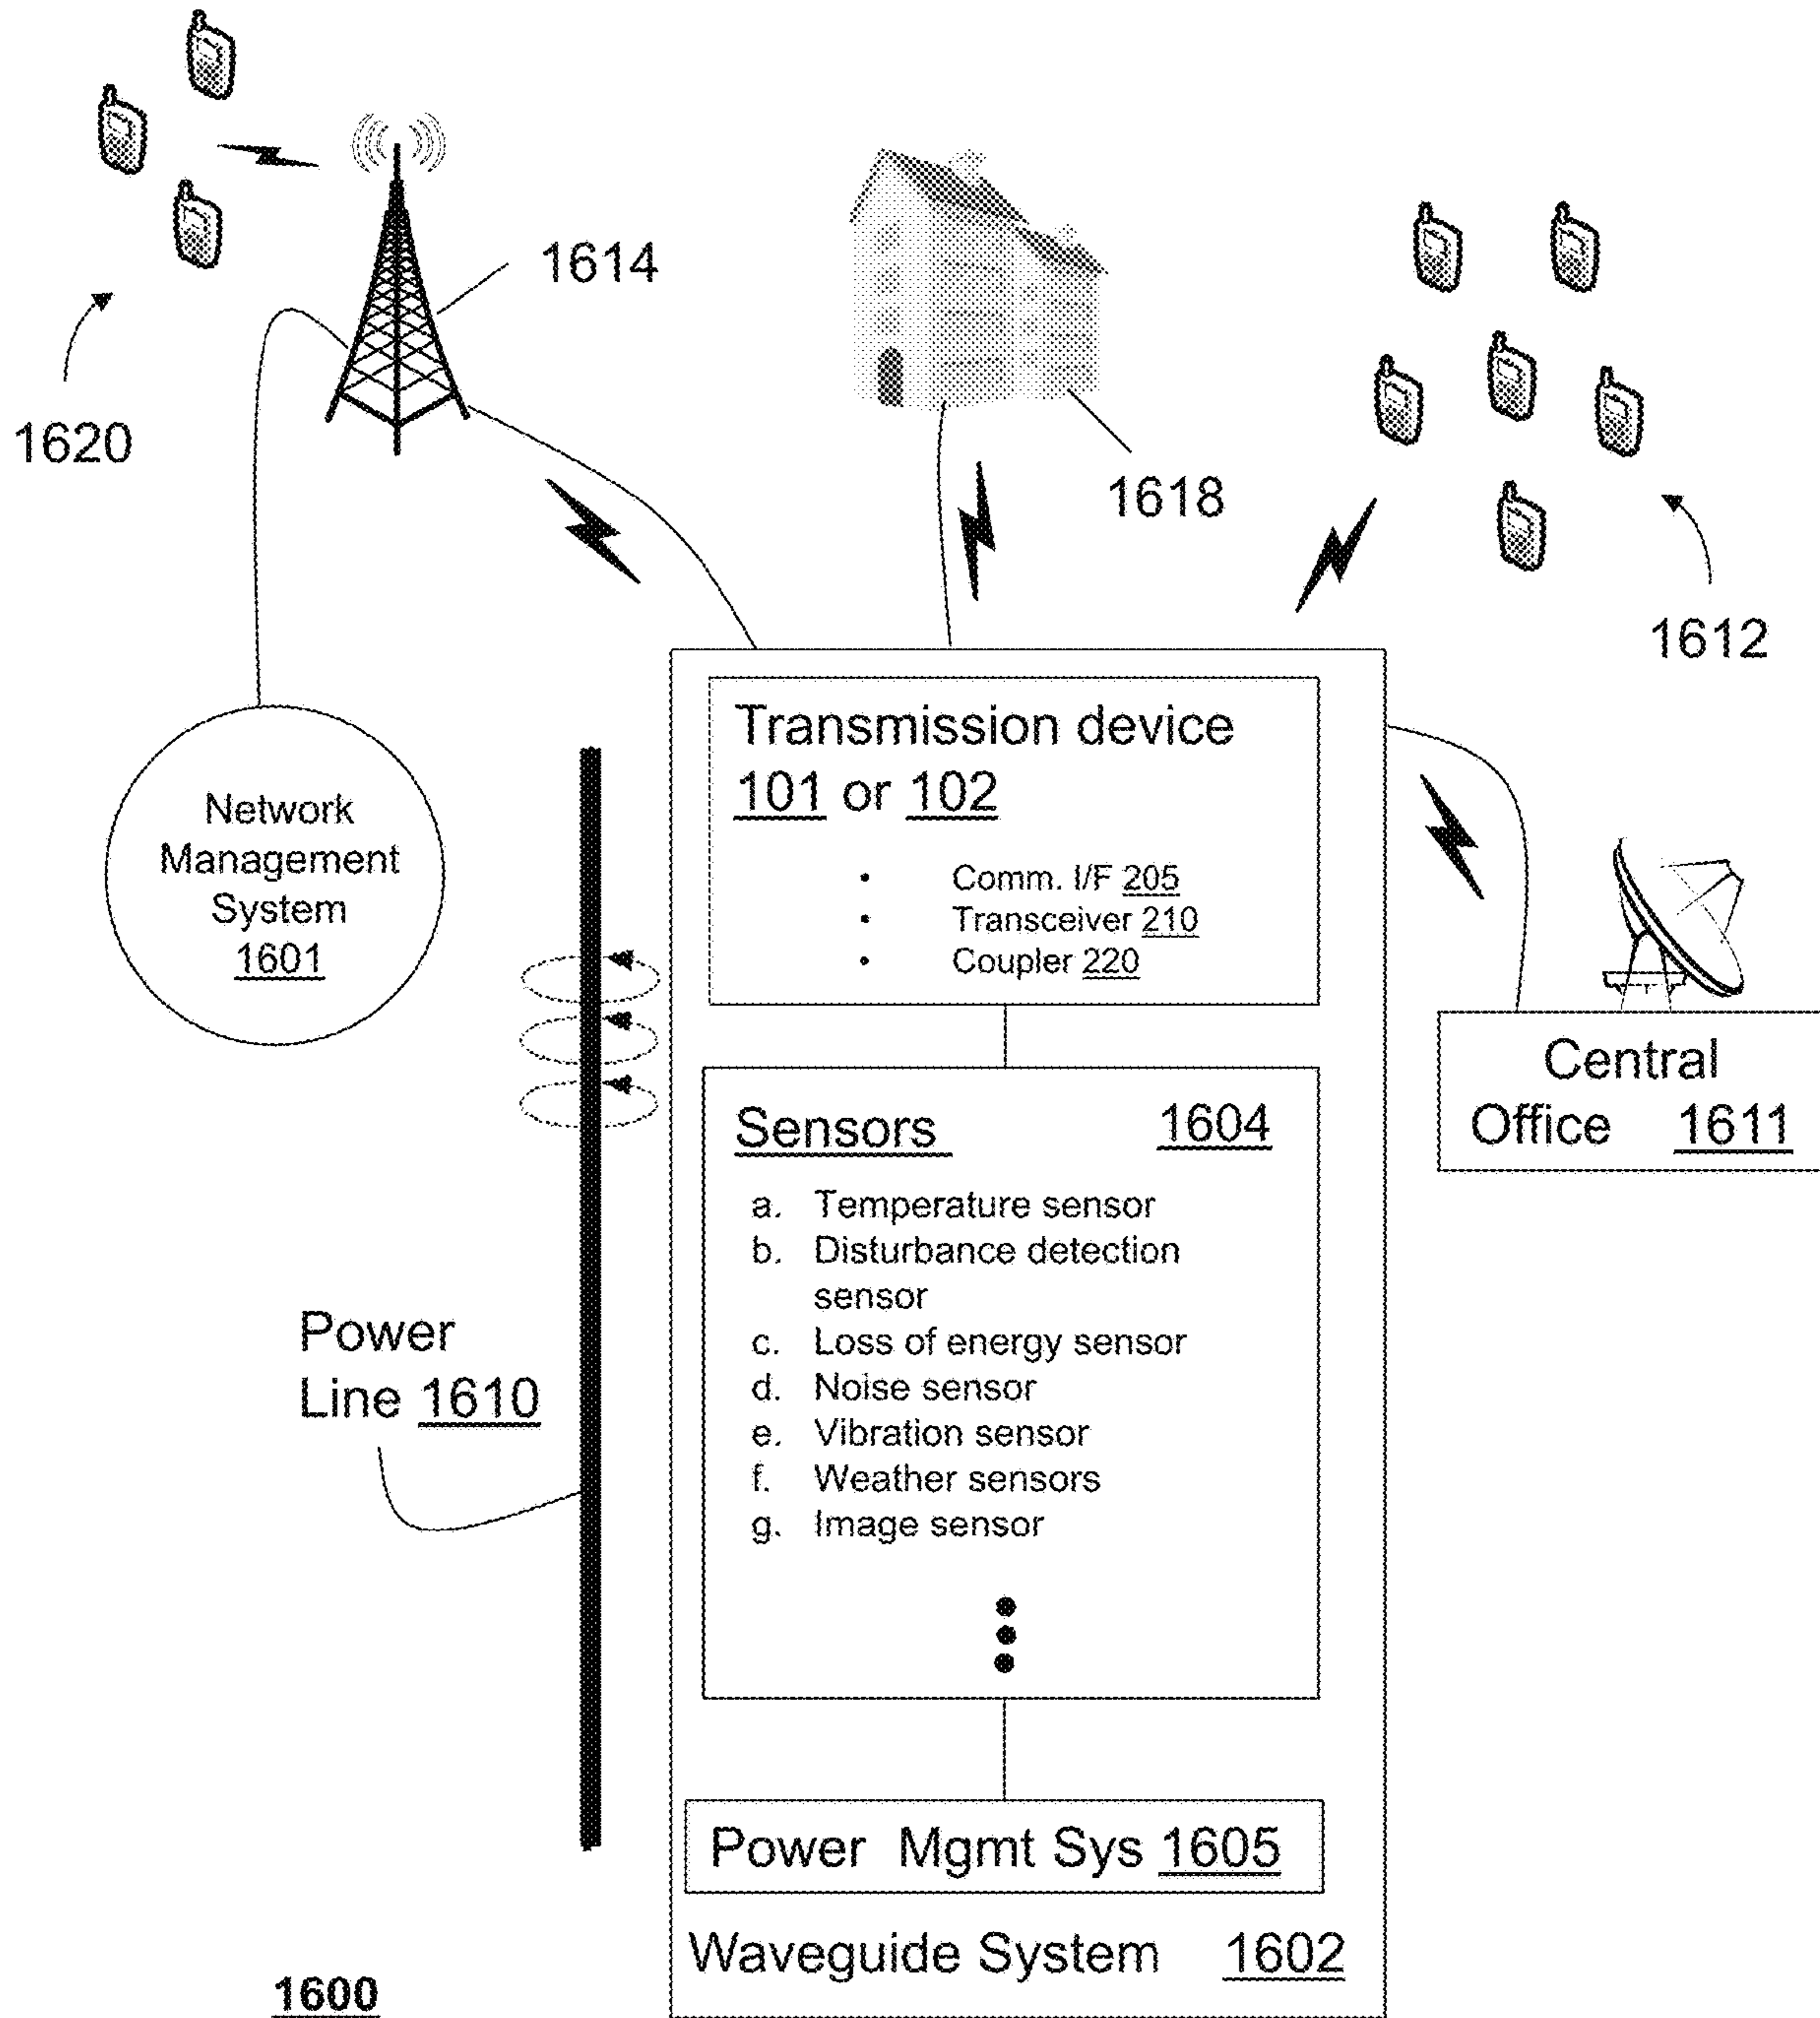 1614
1620
1618
1612
Network
Management
System
1601
Transmission device
101 or 102
• Comm. I/F 205
• Transceiver 210
• Coupler 220
Central
Office 1611
Sensors 1604
a. Temperature sensor
b. Disturbance detection
sensor
c. Loss of energy sensor
d. Noise sensor
e. Vibration sensor
f. Weather sensors
g. Image sensor
Power
Line 1610
Power Mgmt Sys 1605
Waveguide System 1602
1600